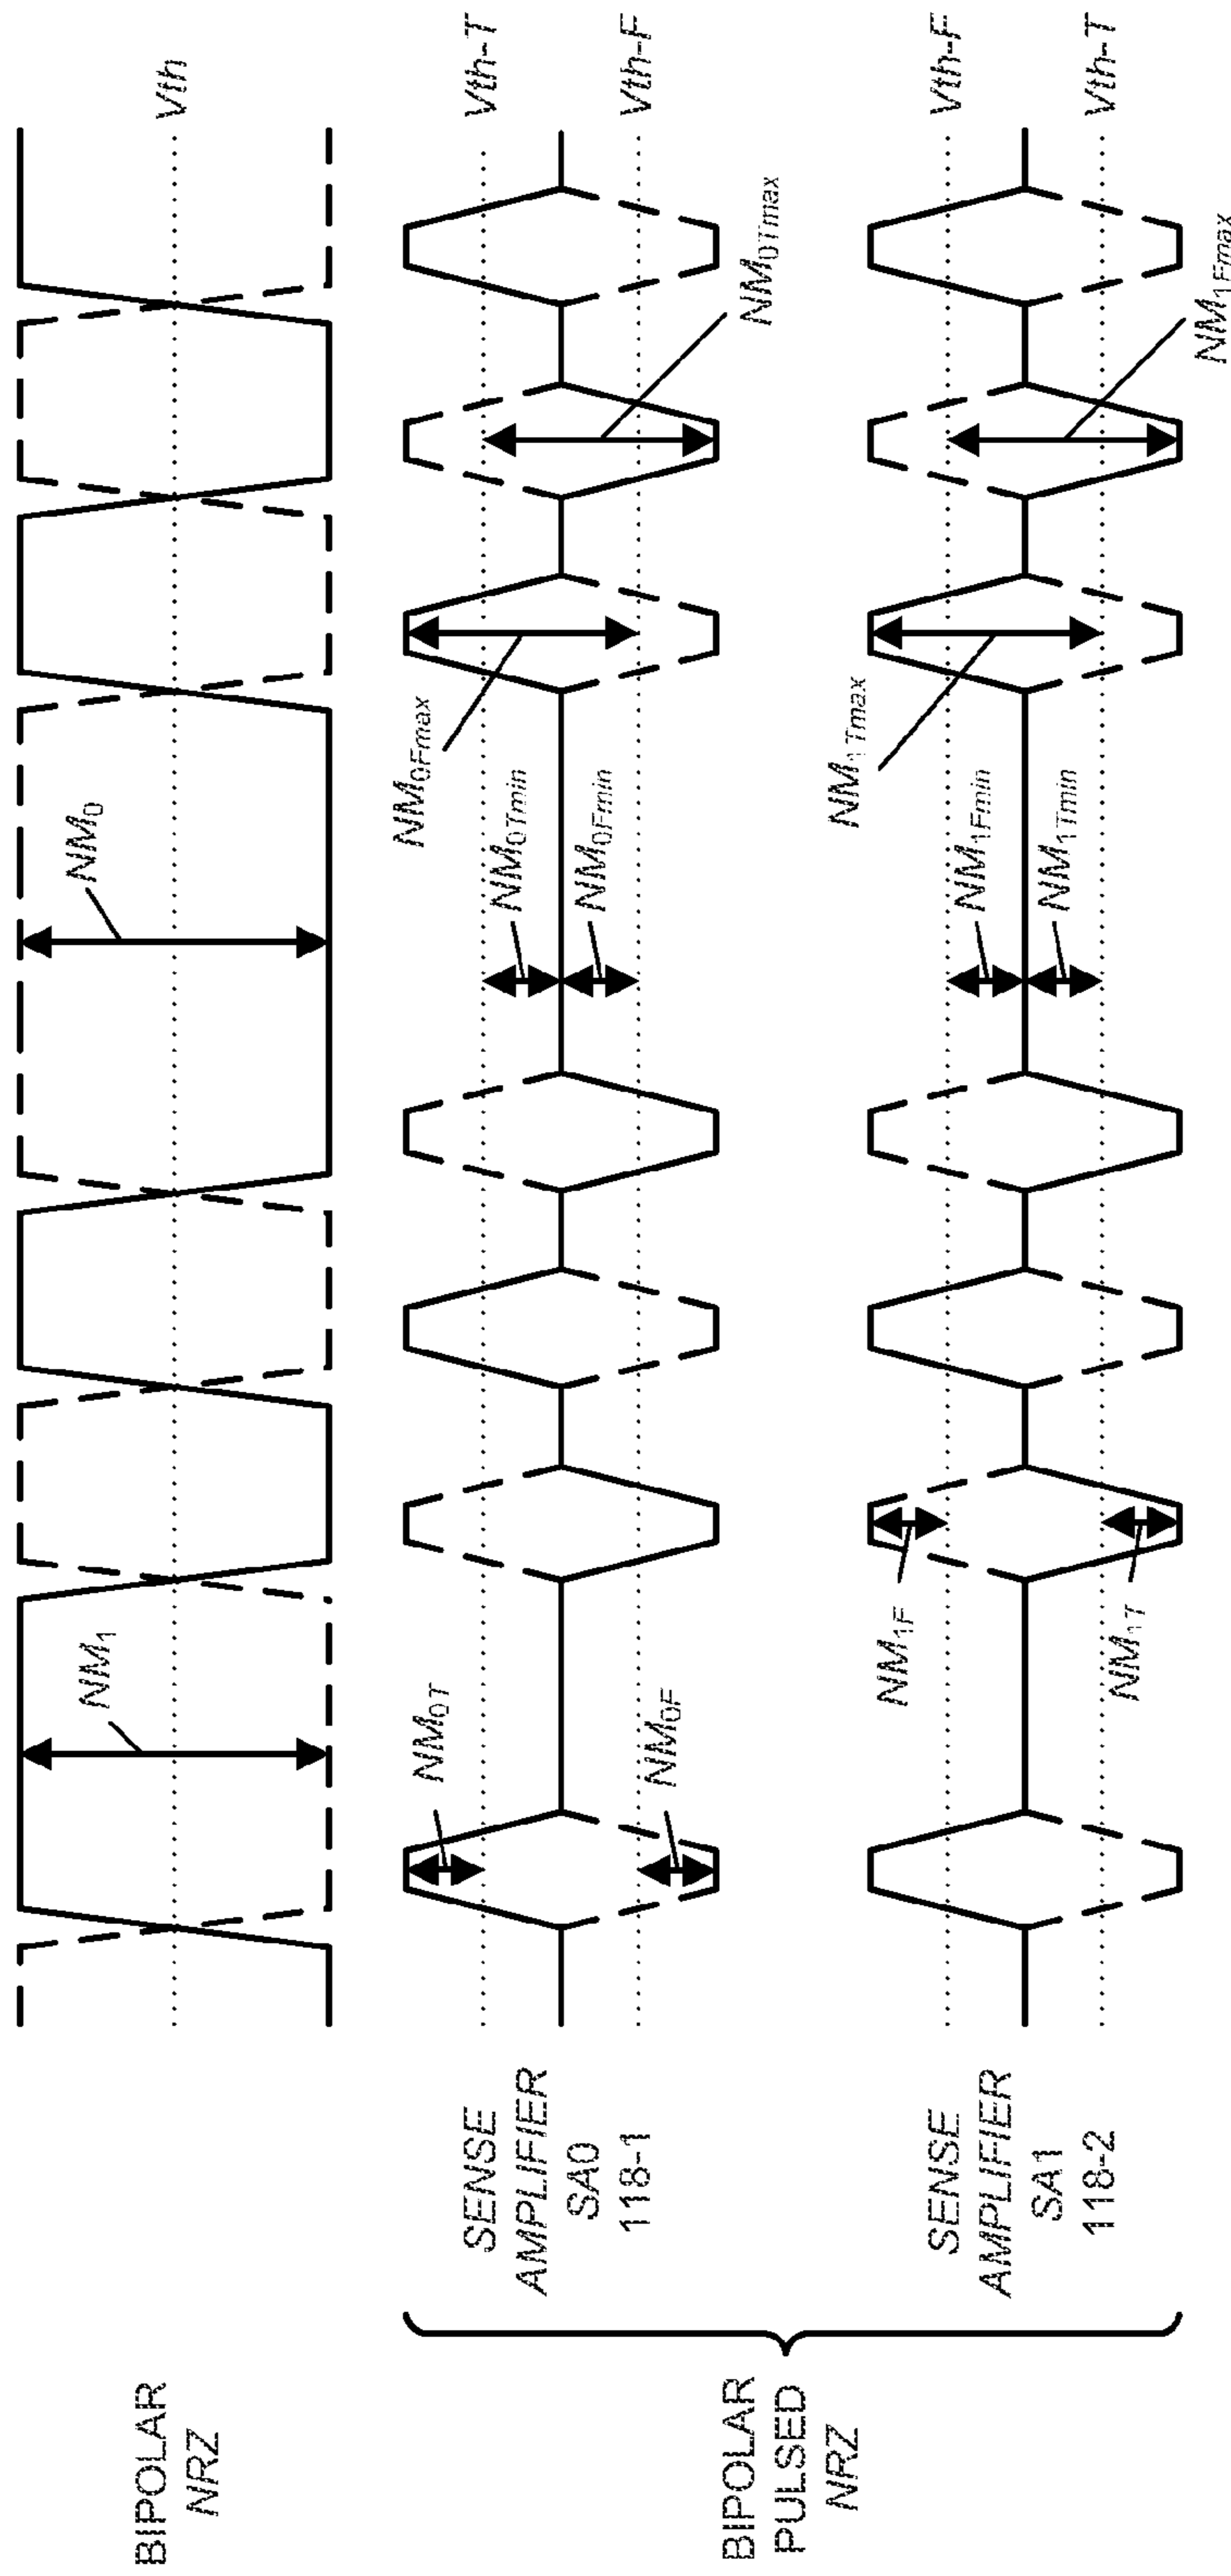 BIPOLAR
NRZ
NM1
NM0
Vth
BIPOLAR
PULSED
NRZ
SENSE
AMPLIFIER
SA0
118-1
NM0T
NM0F
NM0Tmin
NM0Fmin
NM0Fmax
NM0Tmax
Vth-T
Vth-F
SENSE
AMPLIFIER
SA1
118-2
NM1F
NM1T
NM1Fmin
NM1Tmin
NM1Tmax
NM1Fmax
Vth-F
Vth-T